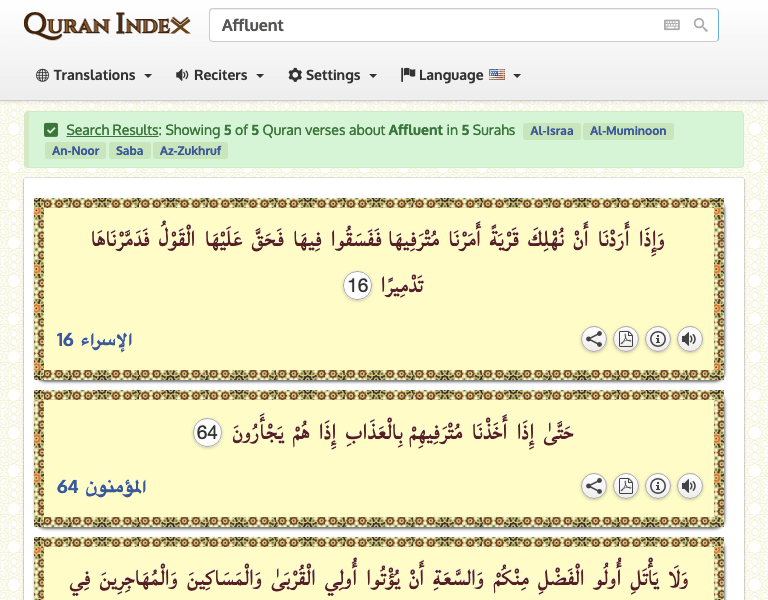 QURAN INDEX
Affluent
Translations Reciters Settings Language
Search Results: Showing 5 of 5 Quran verses about Affluent in 5 Surahs Al-Israa Al-Muminoon
An-Noor Saba Az-Zukhruf
وَإِذَا أَرَدْنَا أَنْ نُهْلِكَ قَرْيَةً أَمَرْنَا مُتْرَفِيهَا فَفَسَقُوا فِيهَا فَحَقَّ عَلَيْهَا الْقَوْلُ فَدَمَّرْنَاهَا
تَدْمِيرًا 16
الإسراء 16
حَتَّىٰ إِذَا أَخَذْنَا مُتْرَفِيهِمْ بِالْعَذَابِ إِذَا هُمْ يَجْأَرُونَ 64
المؤمنون 64
وَلَا يَأْتَلِ أُولُو الْفَضْلِ مِنْكُمْ وَالسَّعَةِ أَنْ يُؤْتُوا أُولِي الْقُرْبَىٰ وَالْمَسَاكِينَ وَالْمُهَاجِرِينَ فِي